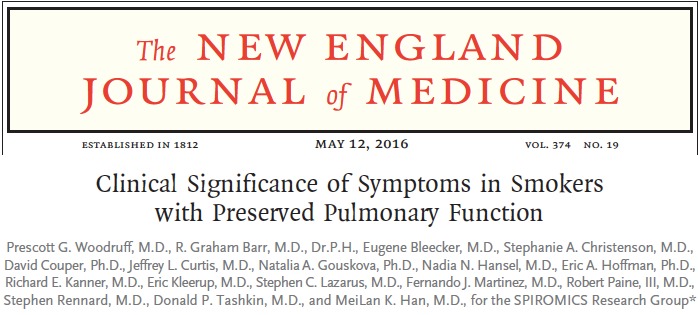 The NEW ENGLAND
JOURNAL of MEDICINE
ESTABLISHED IN 1812 MAY 12, 2016 VOL. 374 NO. 19
Clinical Significance of Symptoms in Smokers
with Preserved Pulmonary Function
Prescott G. Woodruff, M.D., R. Graham Barr, M.D., Dr.P.H., Eugene Bleecker, M.D., Stephanie A. Christenson, M.D.,
David Couper, Ph.D., Jeffrey L. Curtis, M.D., Natalia A. Gouskova, Ph.D., Nadia N. Hansel, M.D., Eric A. Hoffman, Ph.D.,
Richard E. Kanner, M.D., Eric Kleerup, M.D., Stephen C. Lazarus, M.D., Fernando J. Martinez, M.D., Robert Paine, III, M.D.,
Stephen Rennard, M.D., Donald P. Tashkin, M.D., and MeiLan K. Han, M.D., for the SPIROMICS Research Group*